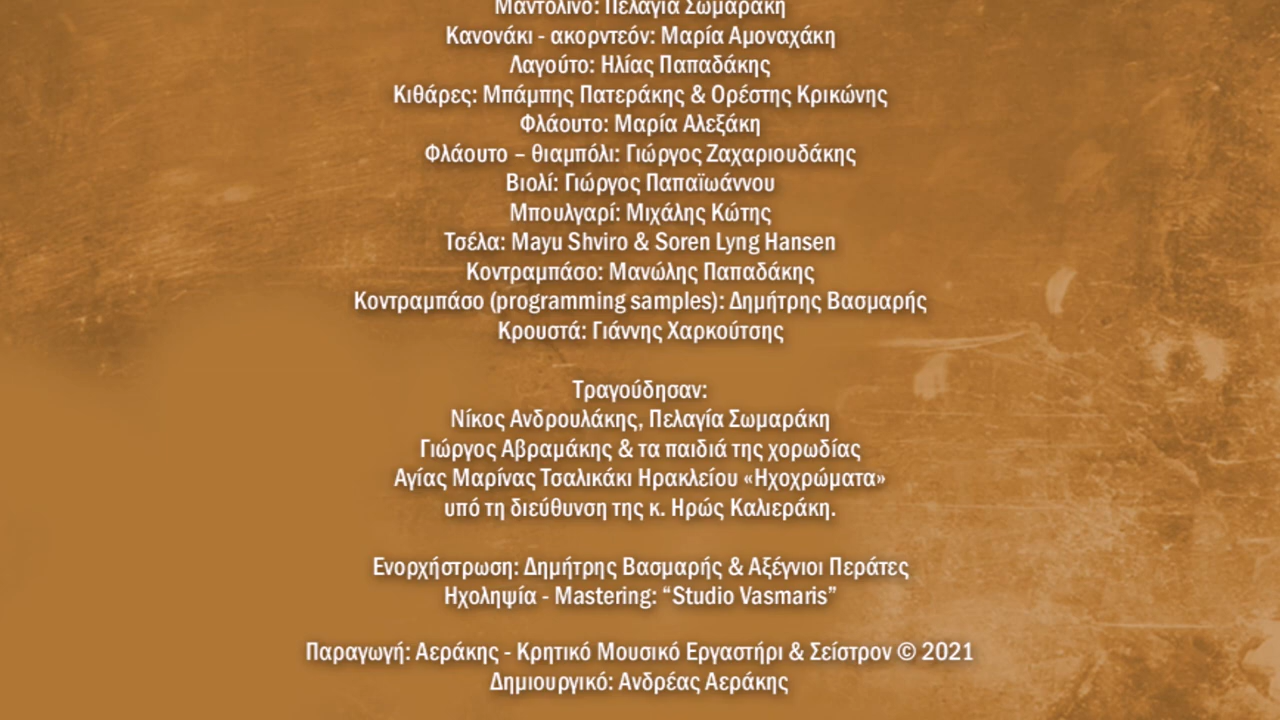 Μαντολίνο: Πελαγία Σωμαράκη
Κανονάκι - ακορντεόν: Μαρία Αμοναχάκη
Λαγούτο: Ηλίας Παπαδάκης
Κιθάρες: Μπάμπης Πατεράκης & Ορέστης Κρικώνης
Φλάουτο: Μαρία Αλεξάκη
Φλάουτο – θιαμπόλι: Γιώργος Ζαχαριουδάκης
Βιολί: Γιώργος Παπαϊωάννου
Μπουλγαρί: Μιχάλης Κώτης
Τσέλα: Mayu Shviro & Soren Lyng Hansen
Κοντραμπάσο: Μανώλης Παπαδάκης
Κοντραμπάσο (programming samples): Δημήτρης Βασμαρής
Κρουστά: Γιάννης Χαρκούτσης
Τραγούδησαν:
Νίκος Ανδρουλάκης, Πελαγία Σωμαράκη
Γιώργος Αβραμάκης & τα παιδιά της χορωδίας
Αγίας Μαρίνας Τσαλικάκι Ηρακλείου «Ηχοχρώματα»
υπό τη διεύθυνση της κ. Ηρώς Καλιεράκη.
Ενορχήστρωση: Δημήτρης Βασμαρής & Αξέγνιοι Περάτες
Ηχοληψία - Mastering: “Studio Vasmaris”
Παραγωγή: Αεράκης - Κρητικό Μουσικό Εργαστήρι & Σείστρον © 2021
Δημιουργικό: Ανδρέας Αεράκης